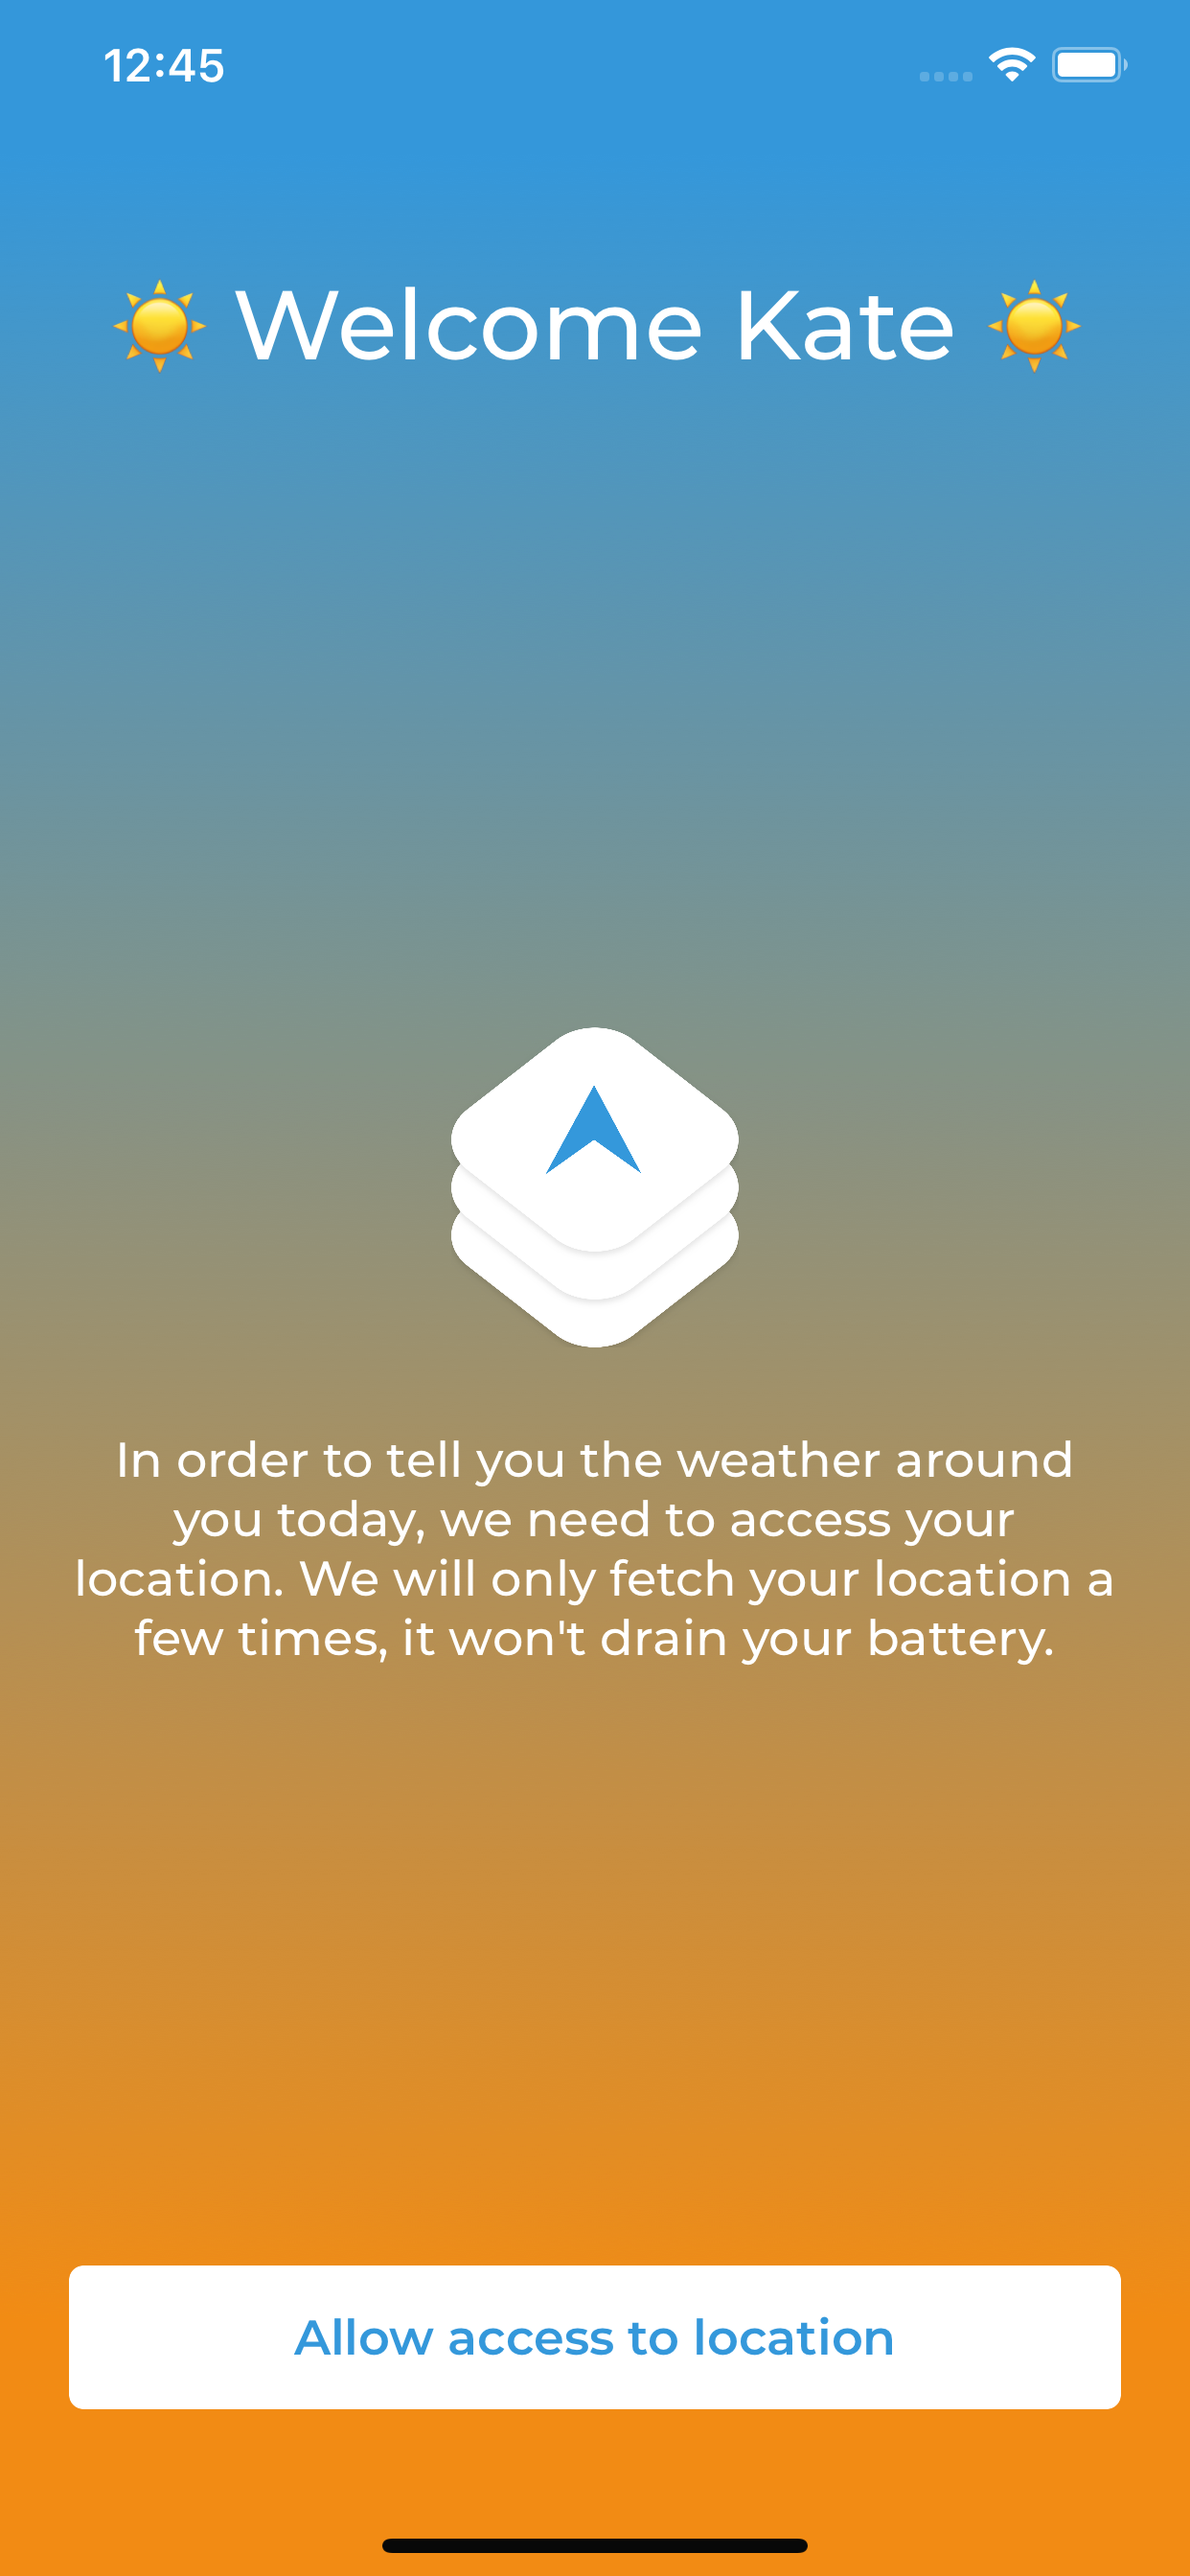 12:45
☀️ Welcome Kate ☀️
In order to tell you the weather around
you today, we need to access your
location. We will only fetch your location a
few times, it won't drain your battery.
Allow access to location